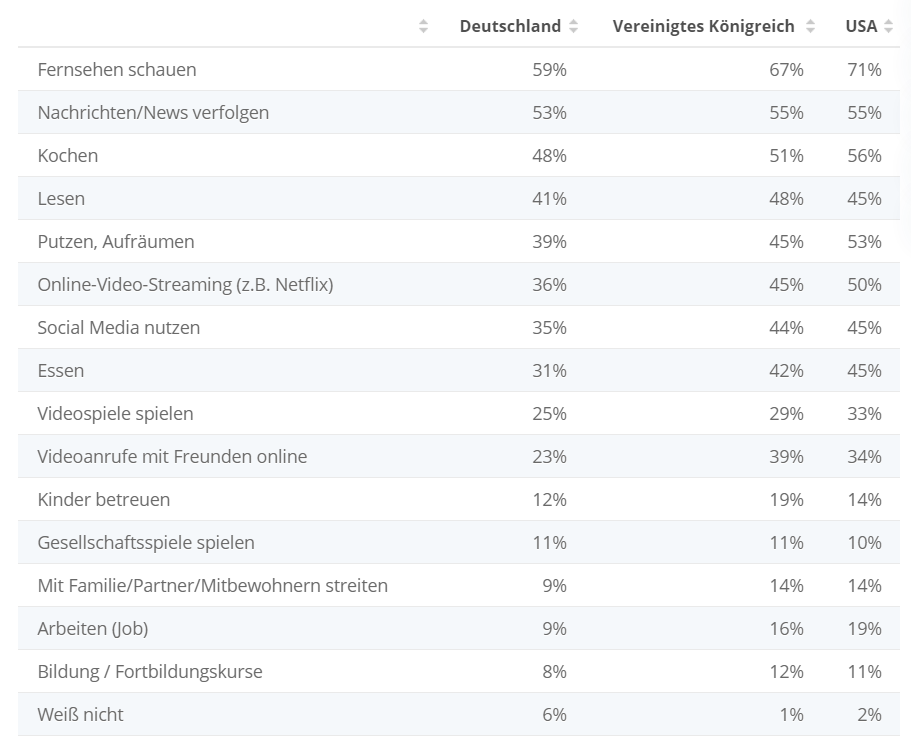 Deutschland Vereinigtes Königreich USA
Fernsehen schauen 59% 67% 71%
Nachrichten/News verfolgen 53% 55% 55%
Kochen 48% 51% 56%
Lesen 41% 48% 45%
Putzen, Aufräumen 39% 45% 53%
Online-Video-Streaming (z.B. Netflix) 36% 45% 50%
Social Media nutzen 35% 44% 45%
Essen 31% 42% 45%
Videospiele spielen 25% 29% 33%
Videoanrufe mit Freunden online 23% 39% 34%
Kinder betreuen 12% 19% 14%
Gesellschaftsspiele spielen 11% 11% 10%
Mit Familie/Partner/Mitbewohnern streiten 9% 14% 14%
Arbeiten (Job) 9% 16% 19%
Bildung / Fortbildungskurse 8% 12% 11%
Weiß nicht 6% 1% 2%